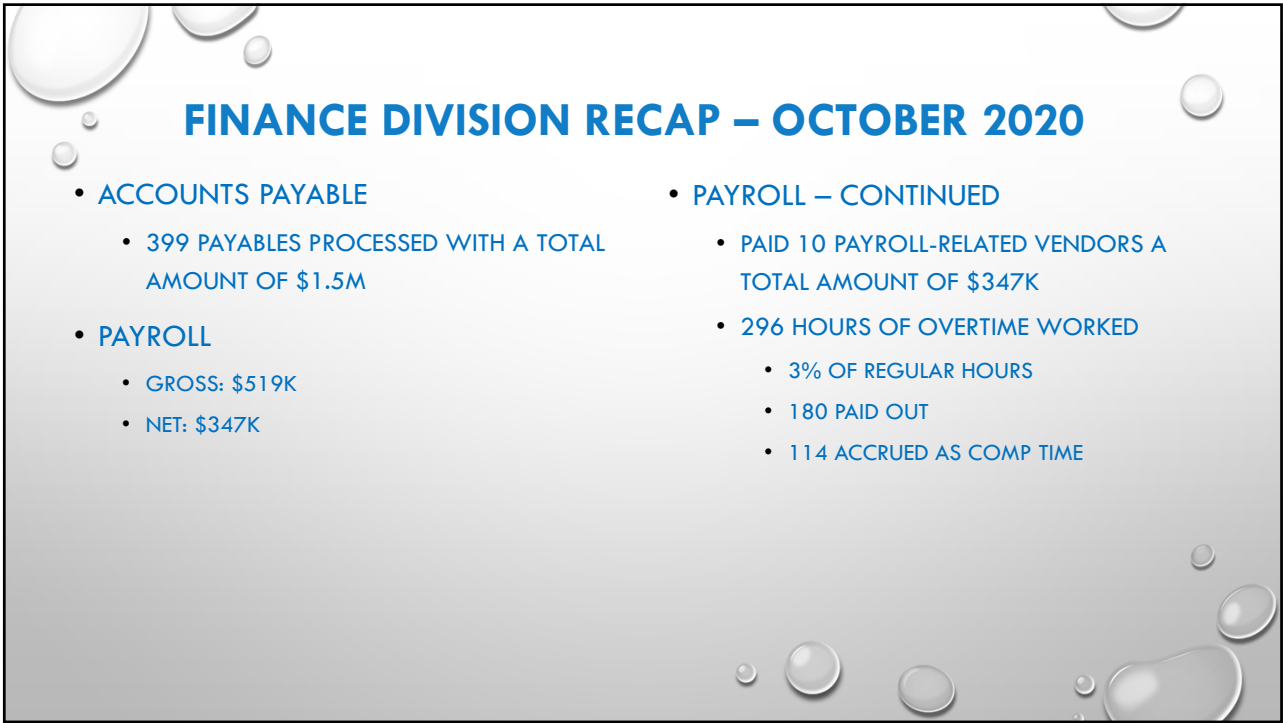 FINANCE DIVISION RECAP – OCTOBER 2020
• ACCOUNTS PAYABLE
• 399 PAYABLES PROCESSED WITH A TOTAL
AMOUNT OF $1.5M
• PAYROLL
• GROSS: $519K
• NET: $347K
• PAYROLL – CONTINUED
• PAID 10 PAYROLL-RELATED VENDORS A
TOTAL AMOUNT OF $347K
• 296 HOURS OF OVERTIME WORKED
• 3% OF REGULAR HOURS
• 180 PAID OUT
• 114 ACCRUED AS COMP TIME